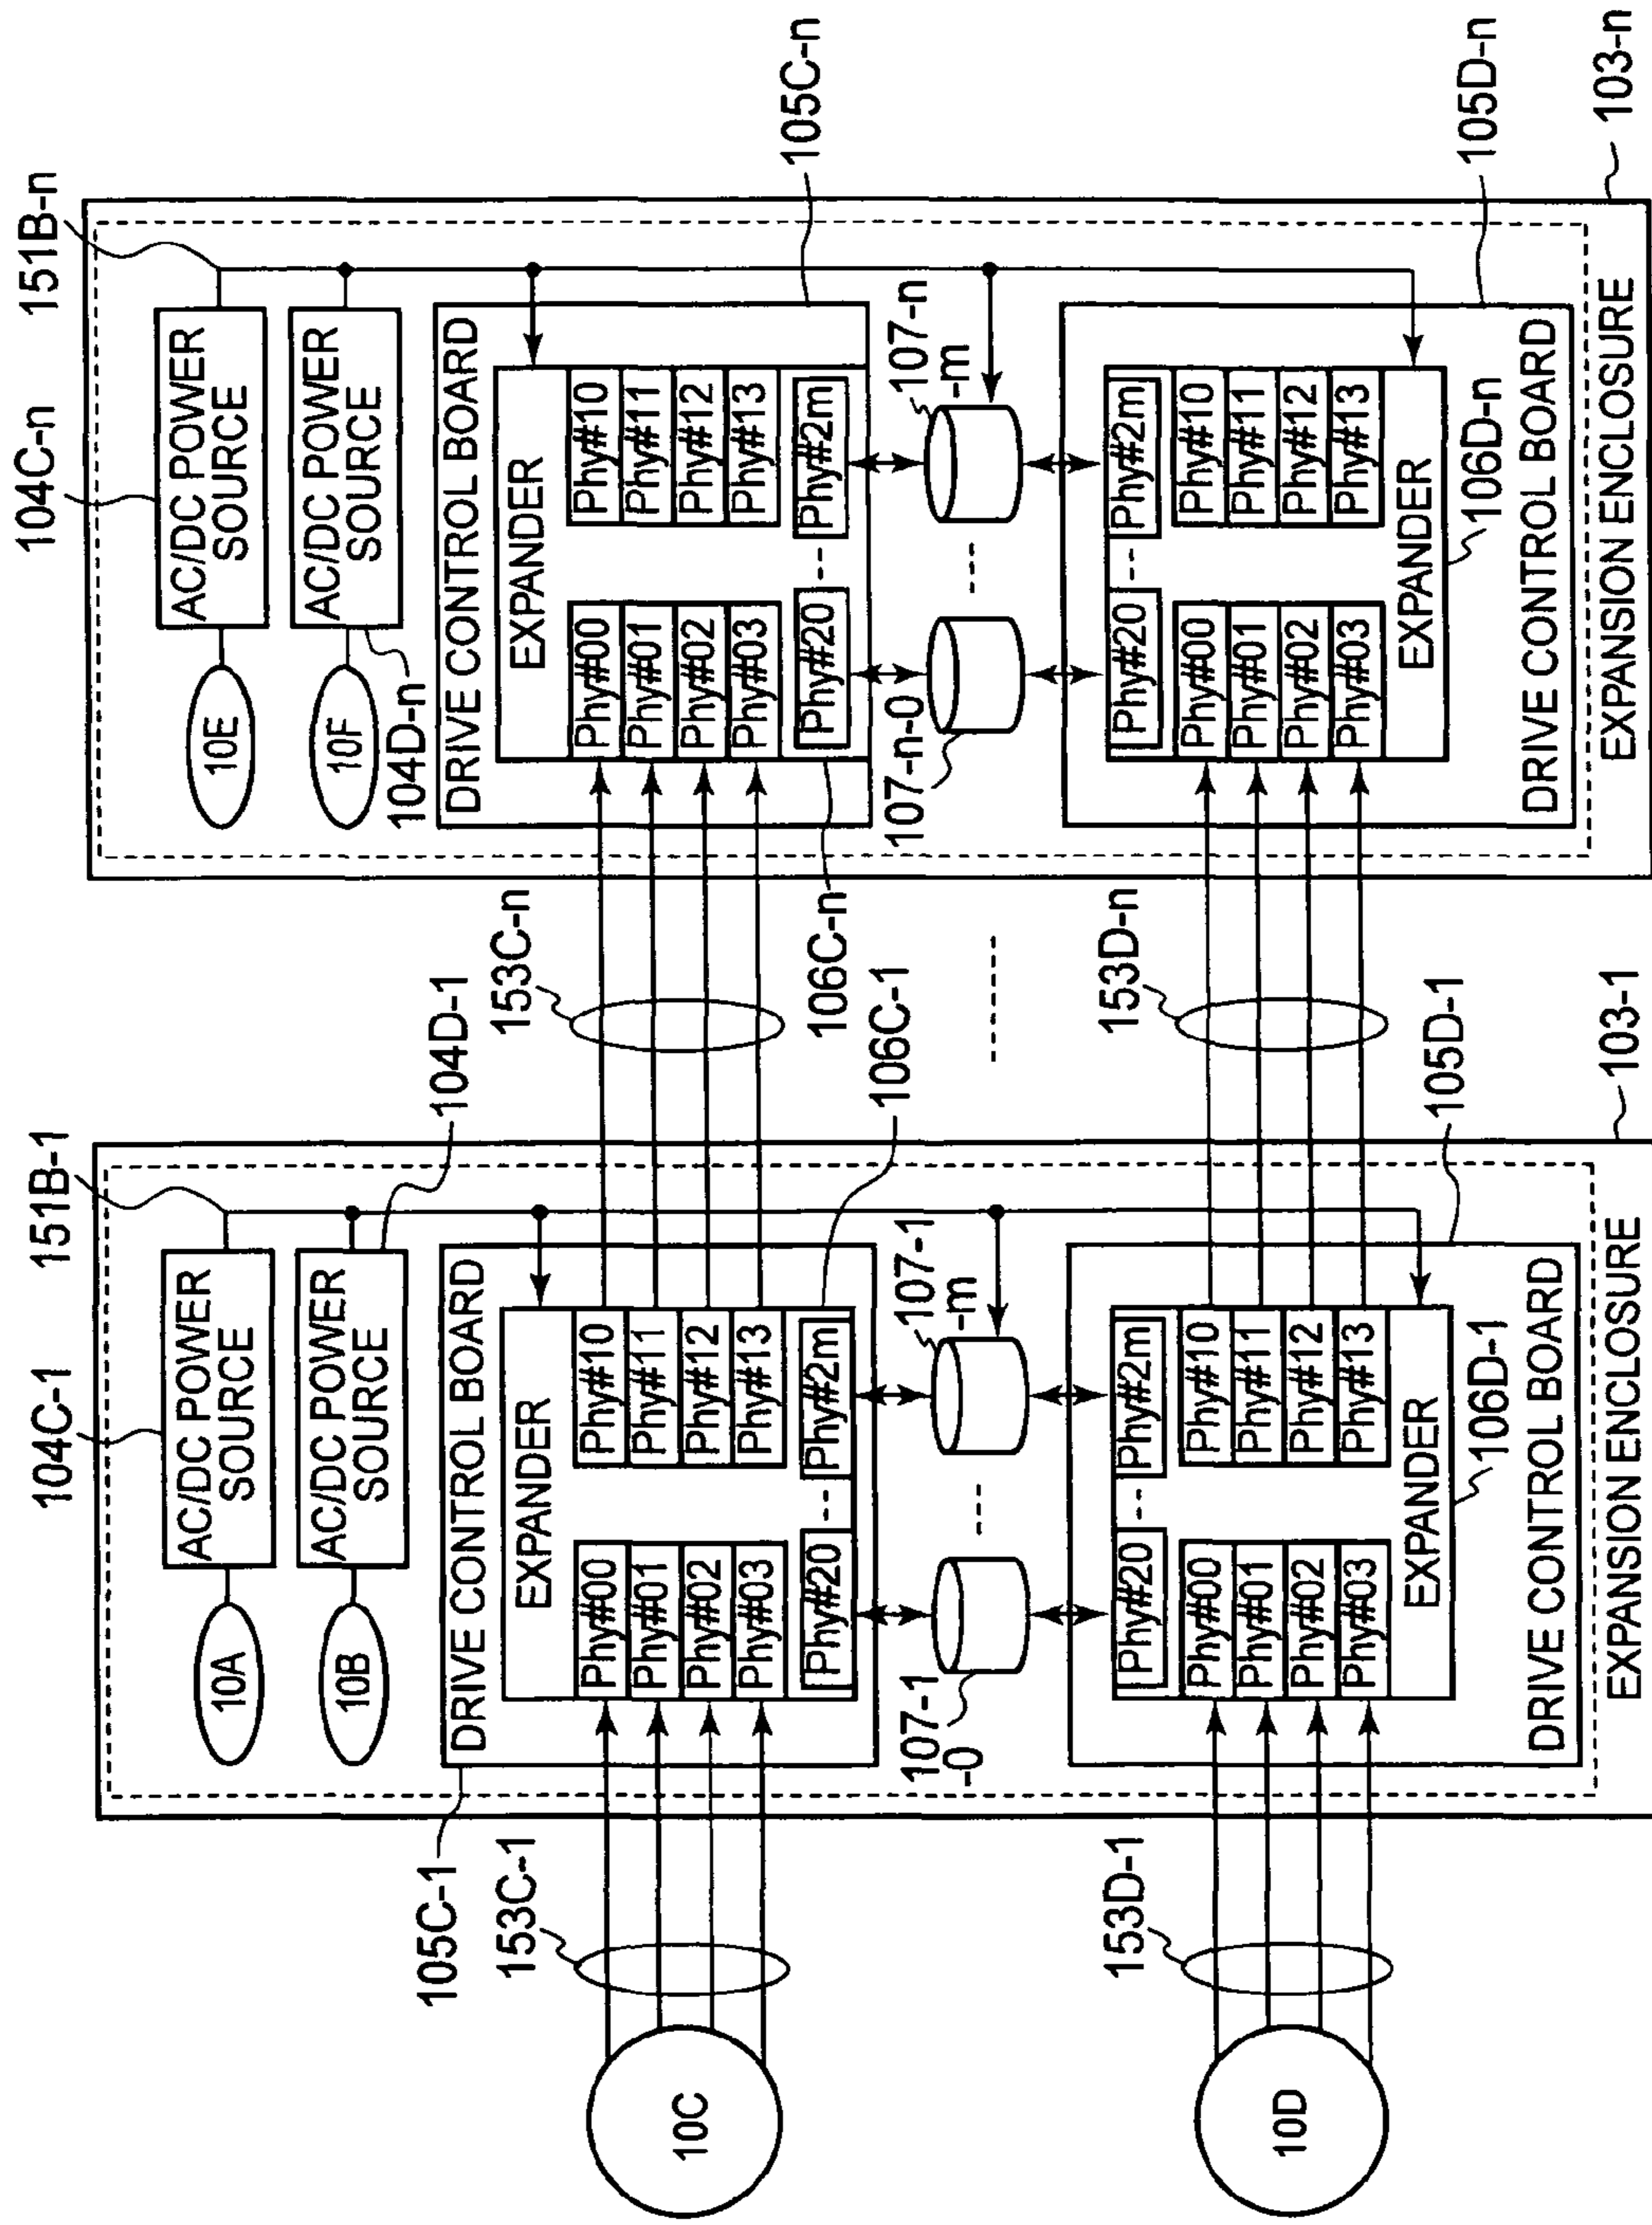 104C-1
151B-1
104D-1
10A
AC/DC POWER
SOURCE
10B
AC/DC POWER
SOURCE
105C-1
DRIVE CONTROL BOARD
EXPANDER
Phy#00
Phy#10
Phy#01
Phy#11
Phy#02
Phy#12
Phy#03
Phy#13
Phy#20
Phy#2m
106C-1
10C
153C-1
107-1
-0
107-1
-m
10D
153D-1
Phy#20
Phy#2m
Phy#00
Phy#10
Phy#01
Phy#11
Phy#02
Phy#12
Phy#03
Phy#13
EXPANDER
106D-1
DRIVE CONTROL BOARD
105D-1
EXPANSION ENCLOSURE
103-1
153C-n
153D-n
104C-n
151B-n
10E
AC/DC POWER
SOURCE
10F
AC/DC POWER
SOURCE
104D-n
DRIVE CONTROL BOARD
105C-n
EXPANDER
Phy#00
Phy#10
Phy#01
Phy#11
Phy#02
Phy#12
Phy#03
Phy#13
Phy#20
Phy#2m
106C-n
107-n-0
107-n
-m
Phy#20
Phy#2m
Phy#00
Phy#10
Phy#01
Phy#11
Phy#02
Phy#12
Phy#03
Phy#13
EXPANDER
106D-n
DRIVE CONTROL BOARD
105D-n
EXPANSION ENCLOSURE
103-n